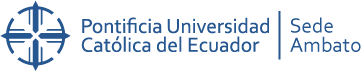 Pontificia Universidad
Católica del Ecuador
Sede
Ambato